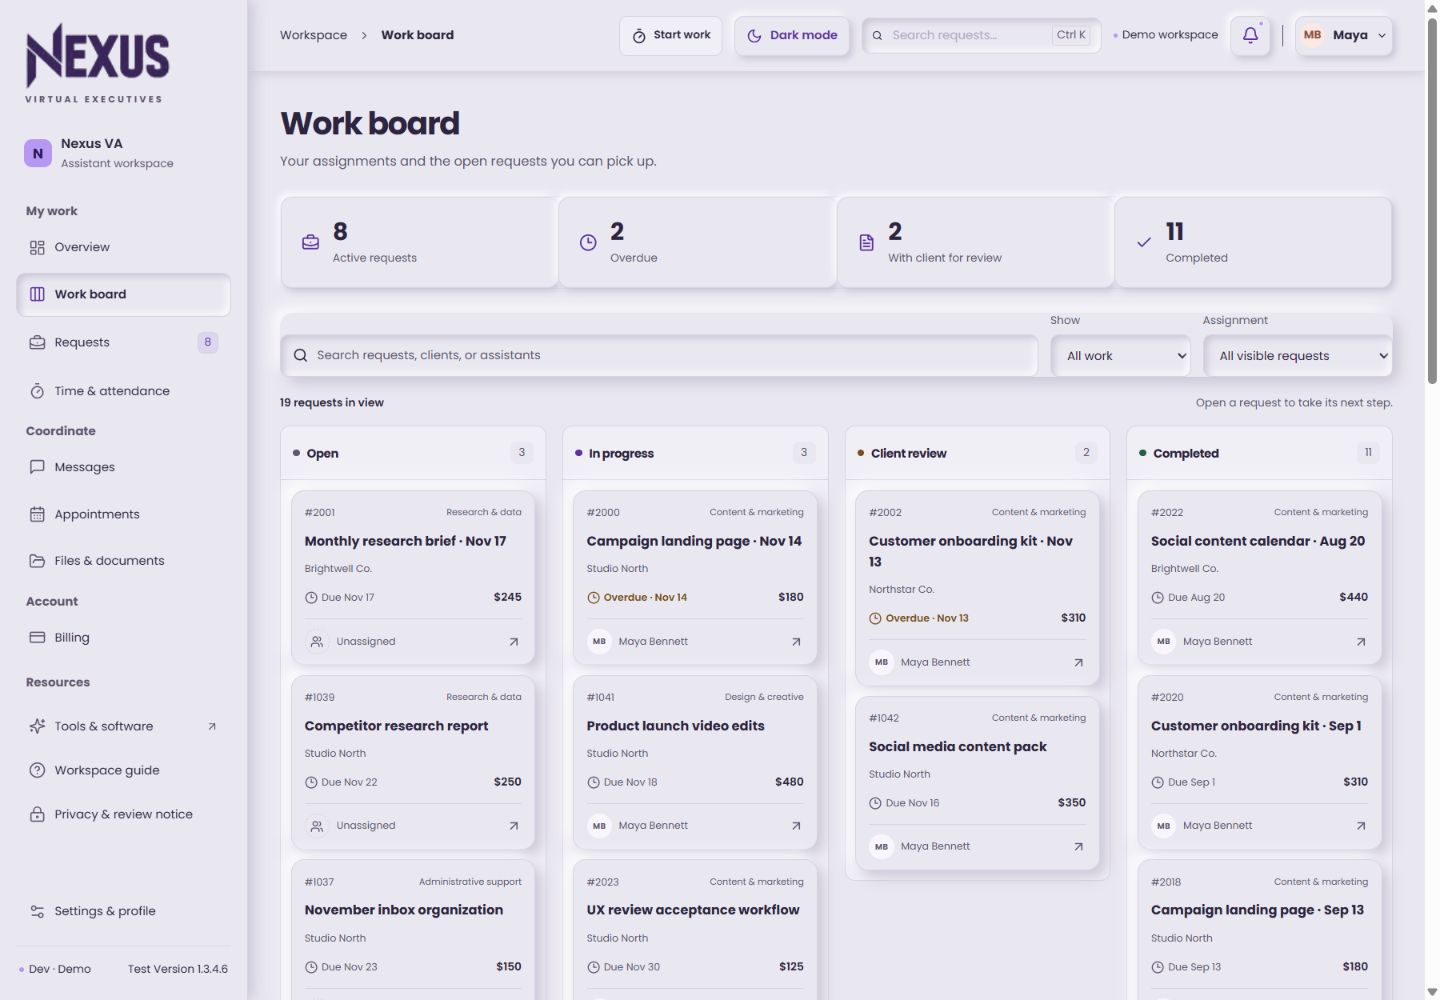 NEXUS
VIRTUAL EXECUTIVES
N
Nexus VA
Assistant workspace
My work
Overview
Work board
Requests 8
Time & attendance
Coordinate
Messages
Appointments
Files & documents
Account
Billing
Resources
Tools & software
Workspace guide
Privacy & review notice
Settings & profile
Dev · Demo Test Version 1.3.4.6
Workspace > Work board
Start work
Dark mode
Search requests... Ctrl K
Demo workspace
MB Maya
Work board
Your assignments and the open requests you can pick up.
8
Active requests
2
Overdue
2
With client for review
11
Completed
Show
Assignment
Search requests, clients, or assistants
All work
All visible requests
19 requests in view
Open a request to take its next step.
Open 3
#2001 Research & data
Monthly research brief · Nov 17
Brightwell Co.
Due Nov 17 $245
Unassigned
#1039 Research & data
Competitor research report
Studio North
Due Nov 22 $250
Unassigned
#1037 Administrative support
November inbox organization
Studio North
Due Nov 23 $150
In progress 3
#2000 Content & marketing
Campaign landing page · Nov 14
Studio North
Overdue · Nov 14 $180
MB Maya Bennett
#1041 Design & creative
Product launch video edits
Studio North
Due Nov 18 $480
MB Maya Bennett
#2023 Content & marketing
UX review acceptance workflow
Studio North
Due Nov 30 $125
Client review 2
#2002 Content & marketing
Customer onboarding kit · Nov
13
Northstar Co.
Overdue · Nov 13 $310
MB Maya Bennett
#1042 Content & marketing
Social media content pack
Studio North
Due Nov 16 $350
MB Maya Bennett
Completed 11
#2022 Content & marketing
Social content calendar · Aug 20
Brightwell Co.
Due Aug 20 $440
MB Maya Bennett
#2020 Content & marketing
Customer onboarding kit · Sep 1
Northstar Co.
Due Sep 1 $310
MB Maya Bennett
#2018 Content & marketing
Campaign landing page · Sep 13
Studio North
Due Sep 13 $180